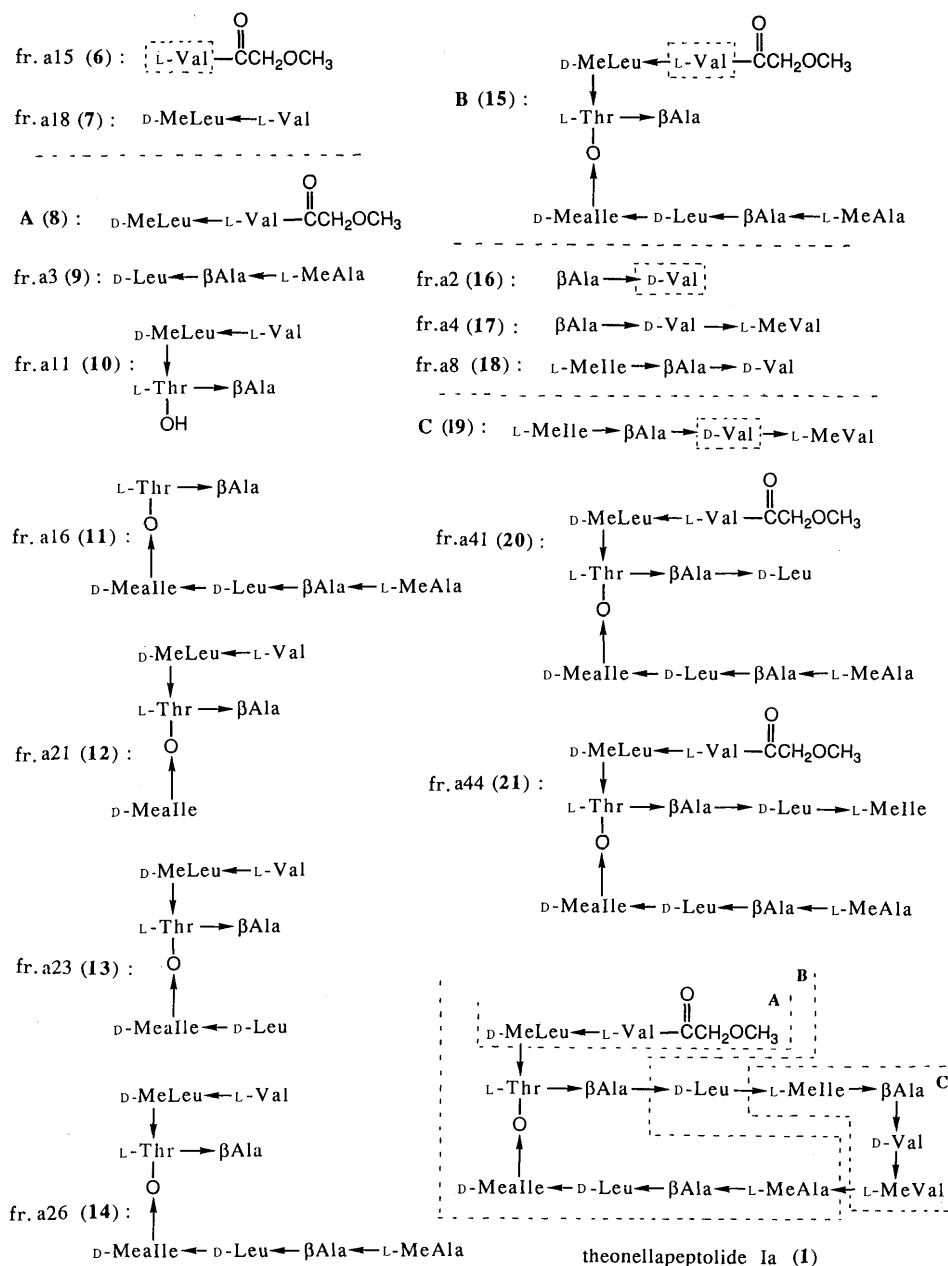 fr.a15 (6) : L-Val—CCH₂OCH₃
O
fr.a18 (7) : D-MeLeu←L-Val
A (8) : D-MeLeu←L-Val—CCH₂OCH₃
O
fr.a3 (9) : D-Leu←βAla←L-MeAla
D-MeLeu←L-Val
fr.a11 (10) :
L-Thr→βAla
OH
L-Thr→βAla
O
fr.a16 (11) :
D-MeaIle←D-Leu←βAla←L-MeAla
D-MeLeu←L-Val
L-Thr→βAla
fr.a21 (12) :
O
D-MeaIle
D-MeLeu←L-Val
L-Thr→βAla
fr.a23 (13) :
O
D-MeaIle←D-Leu
D-MeLeu←L-Val
L-Thr→βAla
O
fr.a26 (14) :
D-MeaIle←D-Leu←βAla←L-MeAla
O
D-MeLeu←L-Val—CCH₂OCH₃
B (15) :
L-Thr→βAla
O
D-MeaIle←D-Leu←βAla←L-MeAla
fr.a2 (16) : βAla→D-Val
fr.a4 (17) : βAla→D-Val→L-MeVal
fr.a8 (18) : L-MeIle→βAla→D-Val
C (19) : L-MeIle→βAla→D-Val→L-MeVal
O
D-MeLeu←L-Val—CCH₂OCH₃
fr.a41 (20) :
L-Thr→βAla→D-Leu
O
D-MeaIle←D-Leu←βAla←L-MeAla
O
D-MeLeu←L-Val—CCH₂OCH₃
fr.a44 (21) :
L-Thr→βAla→D-Leu→L-MeIle
O
D-MeaIle←D-Leu←βAla←L-MeAla
B
O
A
D-MeLeu←L-Val—CCH₂OCH₃
C
L-Thr→βAla→D-Leu→L-MeIle→βAla
O
D-Val
D-MeaIle←D-Leu←βAla←L-MeAla←L-MeVal
theonellapeptolide Ia (1)